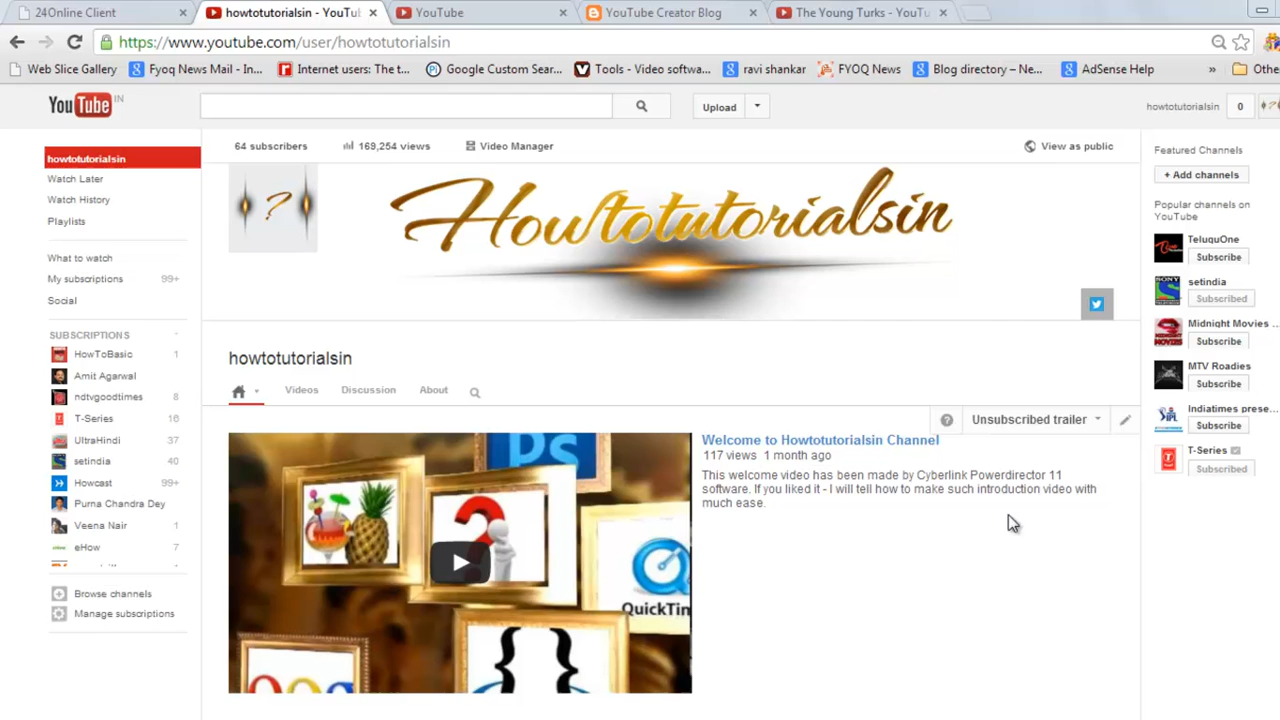 24Online Client
howtotutorialsin - YouTu
YouTube
YouTube Creator Blog
The Young Turks - YouTu
https://www.youtube.com/user/howtotutorialsin
Web Slice Gallery
Fyoq News Mail - In...
Internet users: The t...
Google Custom Sear...
Tools - Video softwa...
ravi shankar
FYOQ News
Blog directory – Ne...
AdSense Help
»
Other
YouTube IN
Upload
howtotutorialsin
0
howtotutorialsin
Watch Later
Watch History
Playlists
What to watch
My subscriptions 99+
Social
SUBSCRIPTIONS
HowToBasic 1
Amit Agarwal
ndtvgoodtimes 8
T-Series 16
UltraHindi 37
setindia 40
Howcast 99+
Purna Chandra Dey
Veena Nair 1
eHow 7
Browse channels
Manage subscriptions
64 subscribers
169,254 views
Video Manager
View as public
?
Howtotutorialsin
howtotutorialsin
Videos
Discussion
About
? Unsubscribed trailer
PS
?
QuickTim
{}
Welcome to Howtotutorialsin Channel
117 views 1 month ago
This welcome video has been made by Cyberlink Powerdirector 11
software. If you liked it - I will tell how to make such introduction video with
much ease.
Featured Channels
+ Add channels
Popular channels on
YouTube
TeluguOne
Subscribe
setindia
Subscribed
Midnight Movies ...
Subscribe
MTV Roadies
Subscribe
Indiatimes prese...
Subscribe
T-Series
Subscribed